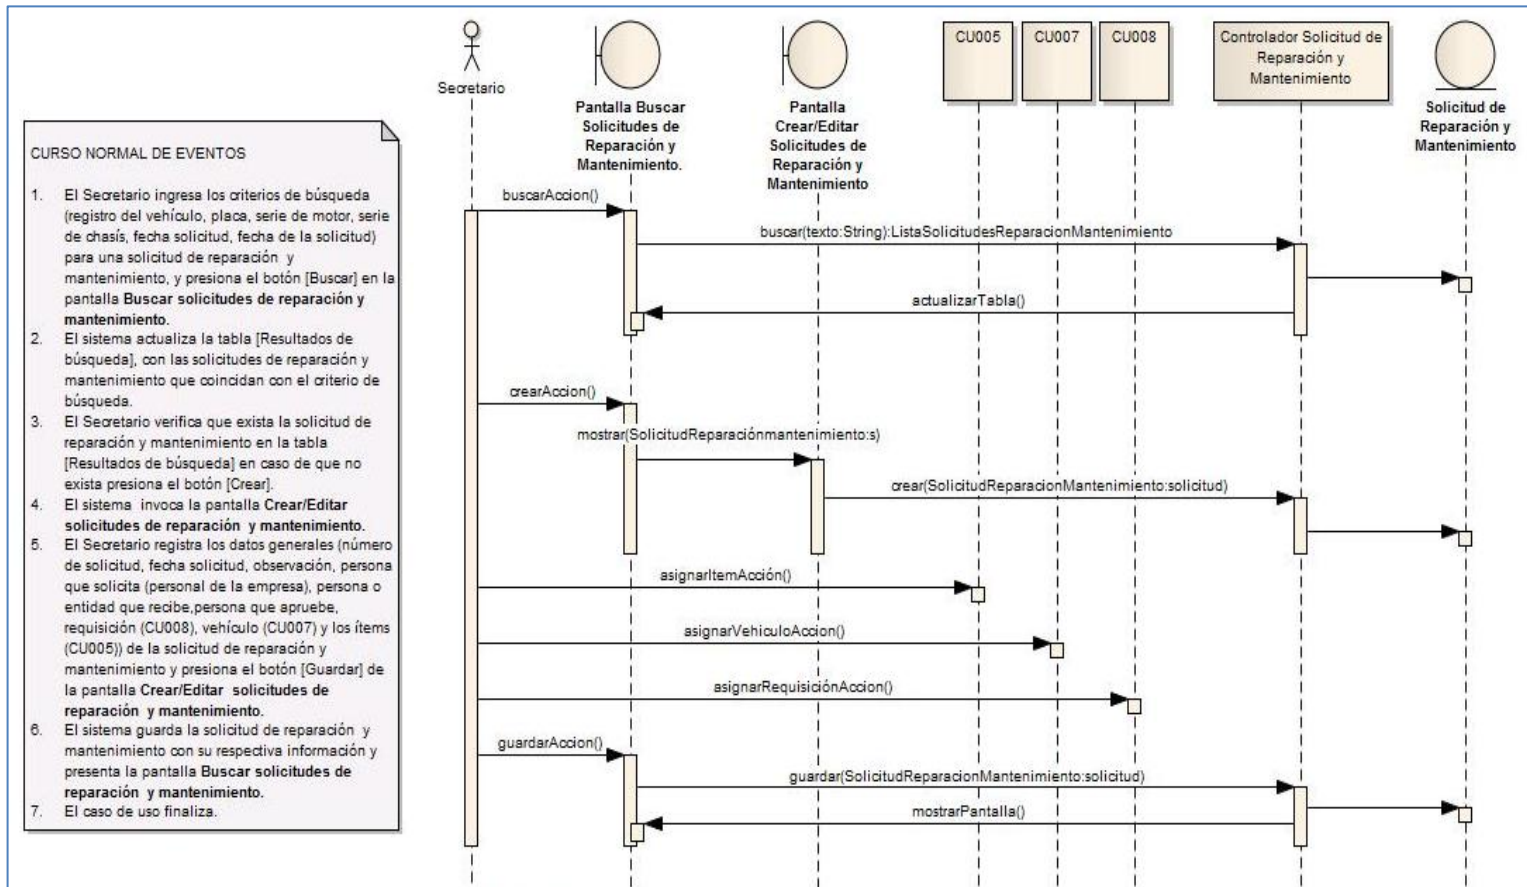 CURSO NORMAL DE EVENTOS
1. El Secretario ingresa los criterios de búsqueda
(registro del vehículo, placa, serie de motor, serie
de chasís, fecha solicitud, fecha de la solicitud)
para una solicitud de reparación y
mantenimiento, y presiona el botón [Buscar] en la
pantalla Buscar solicitudes de reparación y
mantenimiento.
2. El sistema actualiza la tabla [Resultados de
búsqueda], con las solicitudes de reparación y
mantenimiento que coincidan con el criterio de
búsqueda.
3. El Secretario verifica que exista la solicitud de
reparación y mantenimiento en la tabla
[Resultados de búsqueda] en caso de que no
exista presiona el botón [Crear].
4. El sistema invoca la pantalla Crear/Editar
solicitudes de reparación y mantenimiento.
5. El Secretario registra los datos generales (número
de solicitud, fecha solicitud, observación, persona
que solicita (personal de la empresa), persona o
entidad que recibe,persona que apruebe,
requisición (CU008), vehículo (CU007) y los ítems
(CU005)) de la solicitud de reparación y
mantenimiento y presiona el botón [Guardar] de
la pantalla Crear/Editar solicitudes de
reparación y mantenimiento.
6. El sistema guarda la solicitud de reparación y
mantenimiento con su respectiva información y
presenta la pantalla Buscar solicitudes de
reparación y mantenimiento.
7. El caso de uso finaliza.
Secretario
Pantalla Buscar
Solicitudes de
Reparación y
Mantenimiento.
Pantalla
Crear/Editar
Solicitudes de
Reparación y
Mantenimiento
CU005
CU007
CU008
Controlador Solicitud de
Reparación y
Mantenimiento
Solicitud de
Reparación y
Mantenimiento
buscarAccion()
buscar(texto:String):ListaSolicitudesReparacionMantenimiento
actualizarTabla()
crearAccion()
mostrar(SolicitudReparaciónmantenimiento:s)
crear(SolicitudReparacionMantenimiento:solicitud)
asignarItemAcción()
asignarVehiculoAccion()
asignarRequisiciónAccion()
guardarAccion()
guardar(SolicitudReparacionMantenimiento:solicitud)
mostrarPantalla()